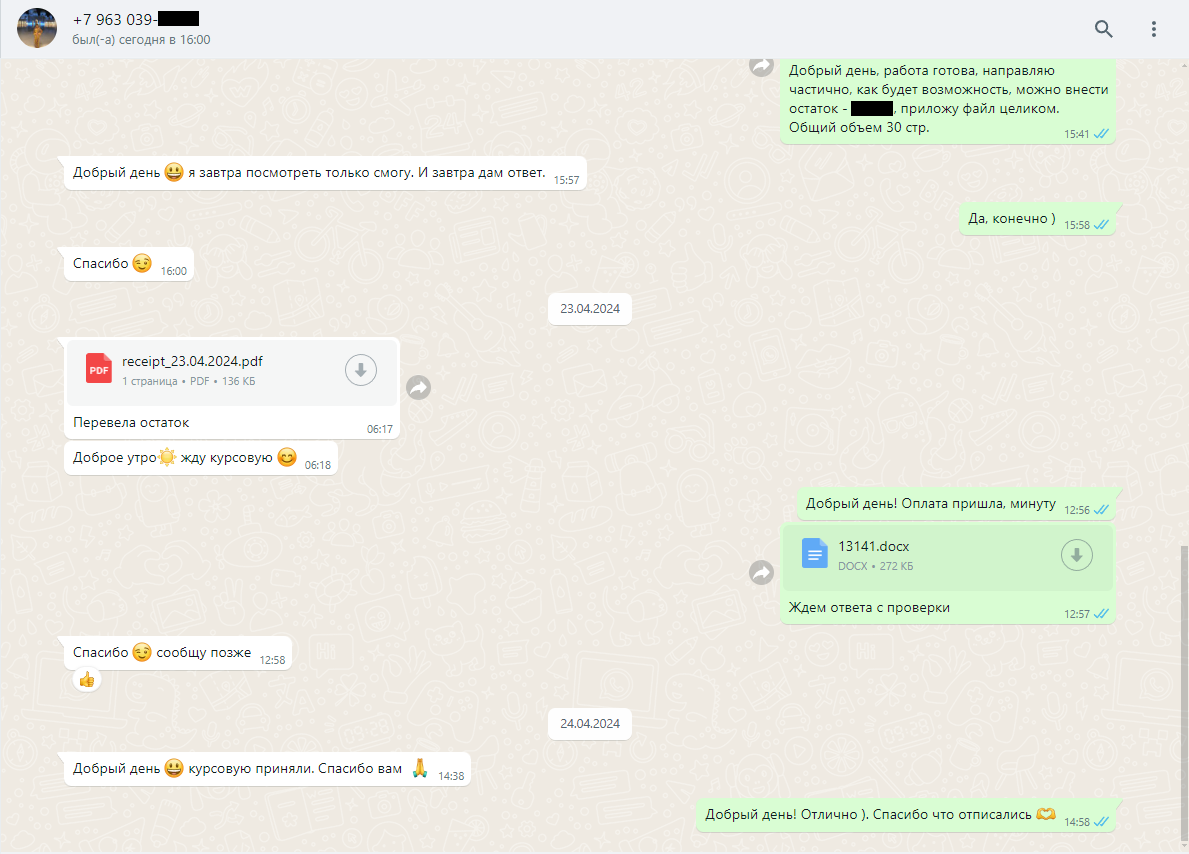 +7 963 039-
был(-а) сегодня в 16:00
Добрый день, работа готова, направляю
частично, как будет возможность, можно внести
остаток - , приложу файл целиком.
Общий объем 30 стр.
15:41
Добрый день 😃 я завтра посмотреть только смогу. И завтра дам ответ.
15:57
Да, конечно )
15:58
Спасибо 😉
16:00
23.04.2024
PDF
receipt_23.04.2024.pdf
1 страница • PDF • 136 КБ
Перевела остаток
06:17
Доброе утро☀️ жду курсовую 😊
06:18
Добрый день! Оплата пришла, минуту
12:56
13141.docx
DOCX • 272 КБ
Ждем ответа с проверки
12:57
Спасибо 😉 сообщу позже
12:58
👍
24.04.2024
Добрый день 😃 курсовую приняли. Спасибо вам 🙏
14:38
Добрый день! Отлично ). Спасибо что отписались 🫶
14:58